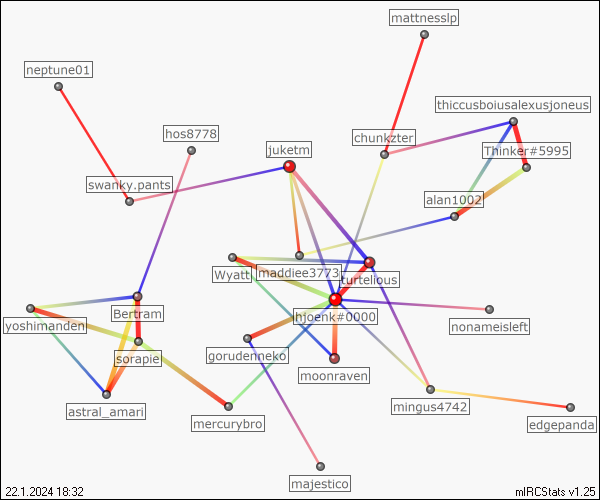 mattnesslp
neptune01
thiccusboiusalexusjoneus
hos8778
chunkzter
juketm
Thinker#5995
swanky.pants
alan1002
Wyatt
maddiee3773
turtelious
Bertram
lhjoenk#0000
yoshimanden
nonameisleft
sorapie
gorudenneko
moonraven
astral_amari
mingus4742
mercurybro
edgepanda
majestico
22.1.2024 18:32
mIRCStats v1.25